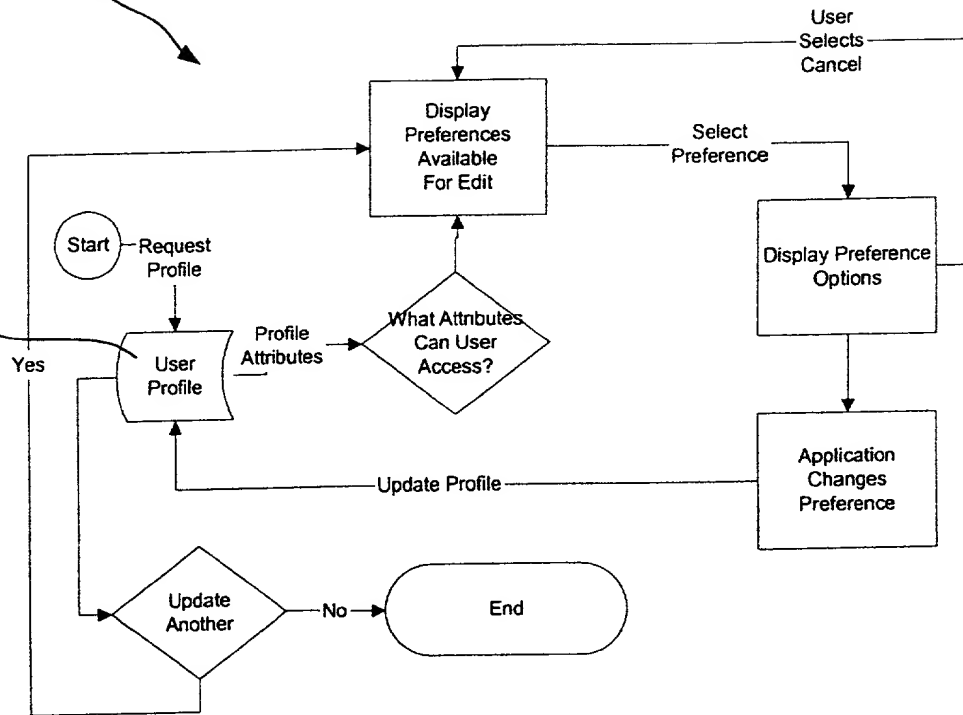 User
Selects
Cancel
Display
Preferences
Available
For Edit
Select
Preference
Start
Request
Profile
Display Preference
Options
What Attributes
Can User
Access?
Profile
Attributes
User
Profile
Yes
Application
Changes
Preference
Update Profile
Update
Another
No
End